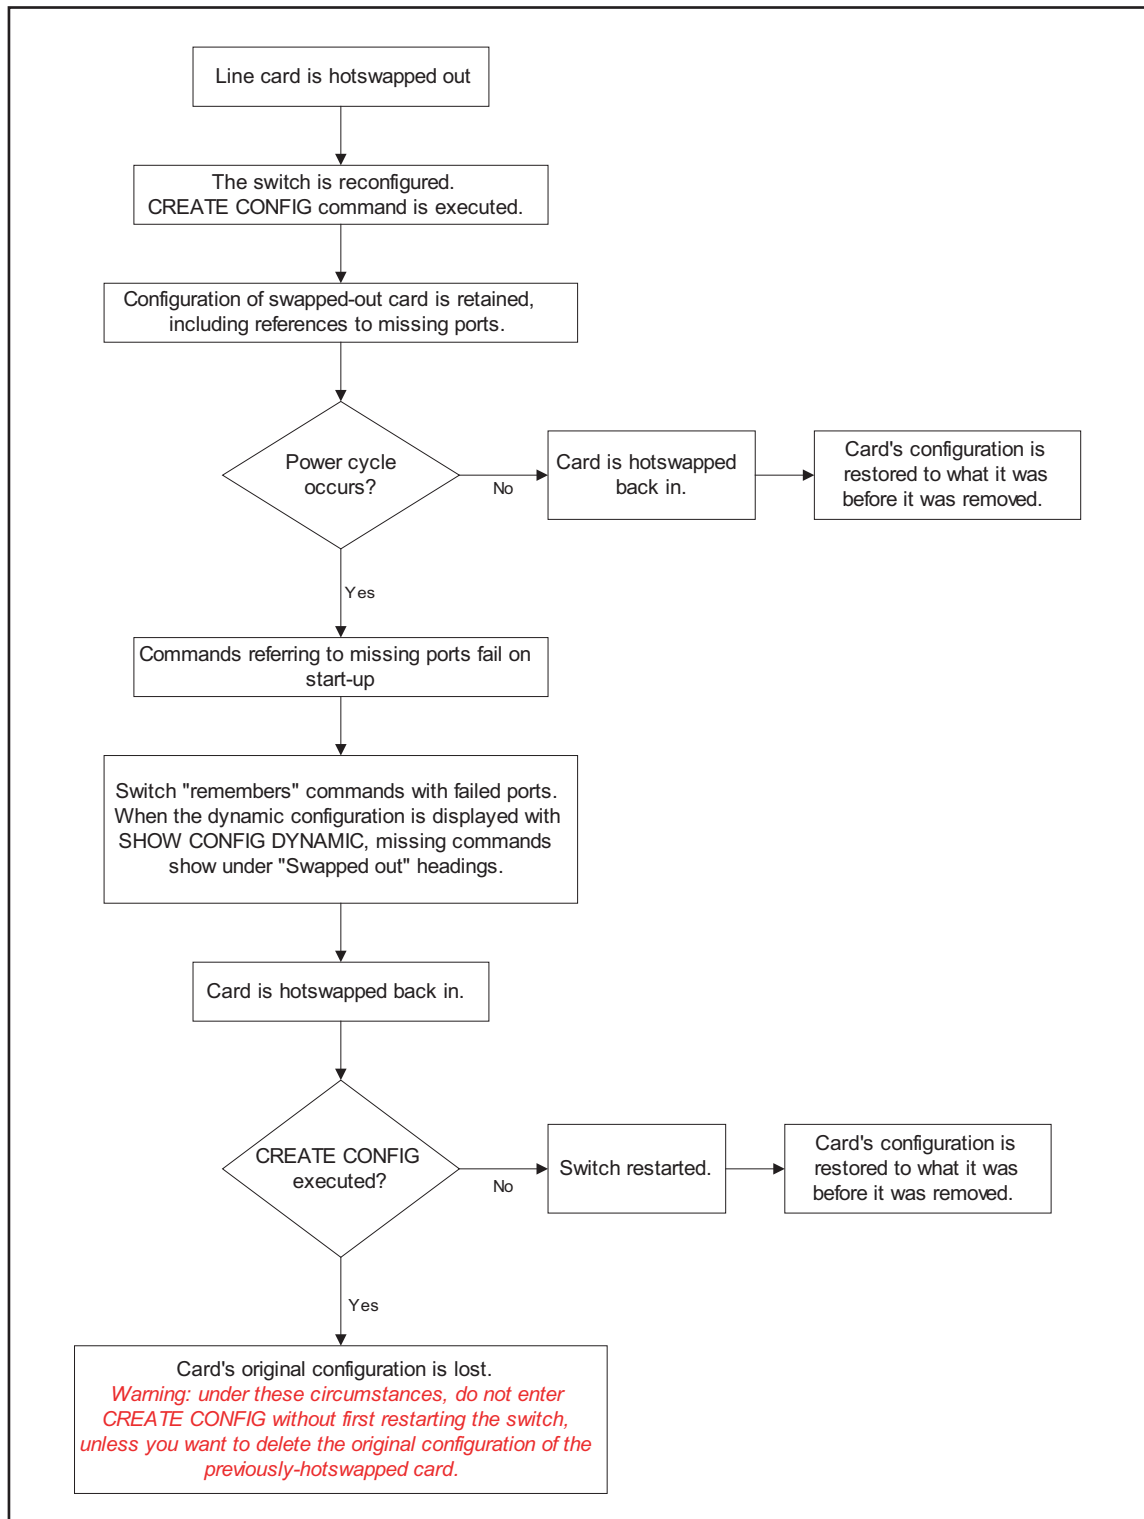 Line card is hotswapped out
The switch is reconfigured.
CREATE CONFIG command is executed.
Configuration of swapped-out card is retained,
including references to missing ports.
Power cycle
occurs?
No
Card is hotswapped
back in.
Card's configuration is
restored to what it was
before it was removed.
Yes
Commands referring to missing ports fail on
start-up
Switch "remembers" commands with failed ports.
When the dynamic configuration is displayed with
SHOW CONFIG DYNAMIC, missing commands
show under "Swapped out" headings.
Card is hotswapped back in.
CREATE CONFIG
executed?
No
Switch restarted.
Card's configuration is
restored to what it was
before it was removed.
Yes
Card's original configuration is lost.
Warning: under these circumstances, do not enter
CREATE CONFIG without first restarting the switch,
unless you want to delete the original configuration of the
previously-hotswapped card.